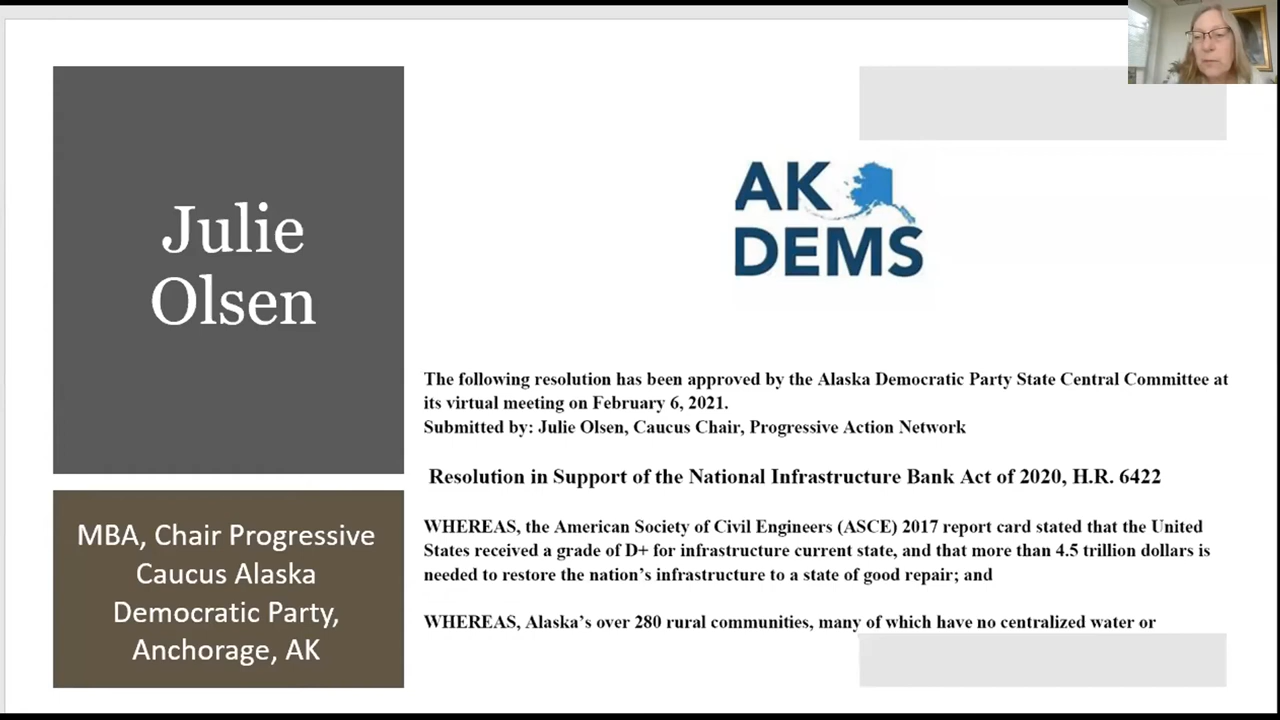 Julie
Olsen
MBA, Chair Progressive
Caucus Alaska
Democratic Party,
Anchorage, AK
AK
DEMS
The following resolution has been approved by the Alaska Democratic Party State Central Committee at
its virtual meeting on February 6, 2021.
Submitted by: Julie Olsen, Caucus Chair, Progressive Action Network
Resolution in Support of the National Infrastructure Bank Act of 2020, H.R. 6422
WHEREAS, the American Society of Civil Engineers (ASCE) 2017 report card stated that the United
States received a grade of D+ for infrastructure current state, and that more than 4.5 trillion dollars is
needed to restore the nation’s infrastructure to a state of good repair; and
WHEREAS, Alaska’s over 280 rural communities, many of which have no centralized water or